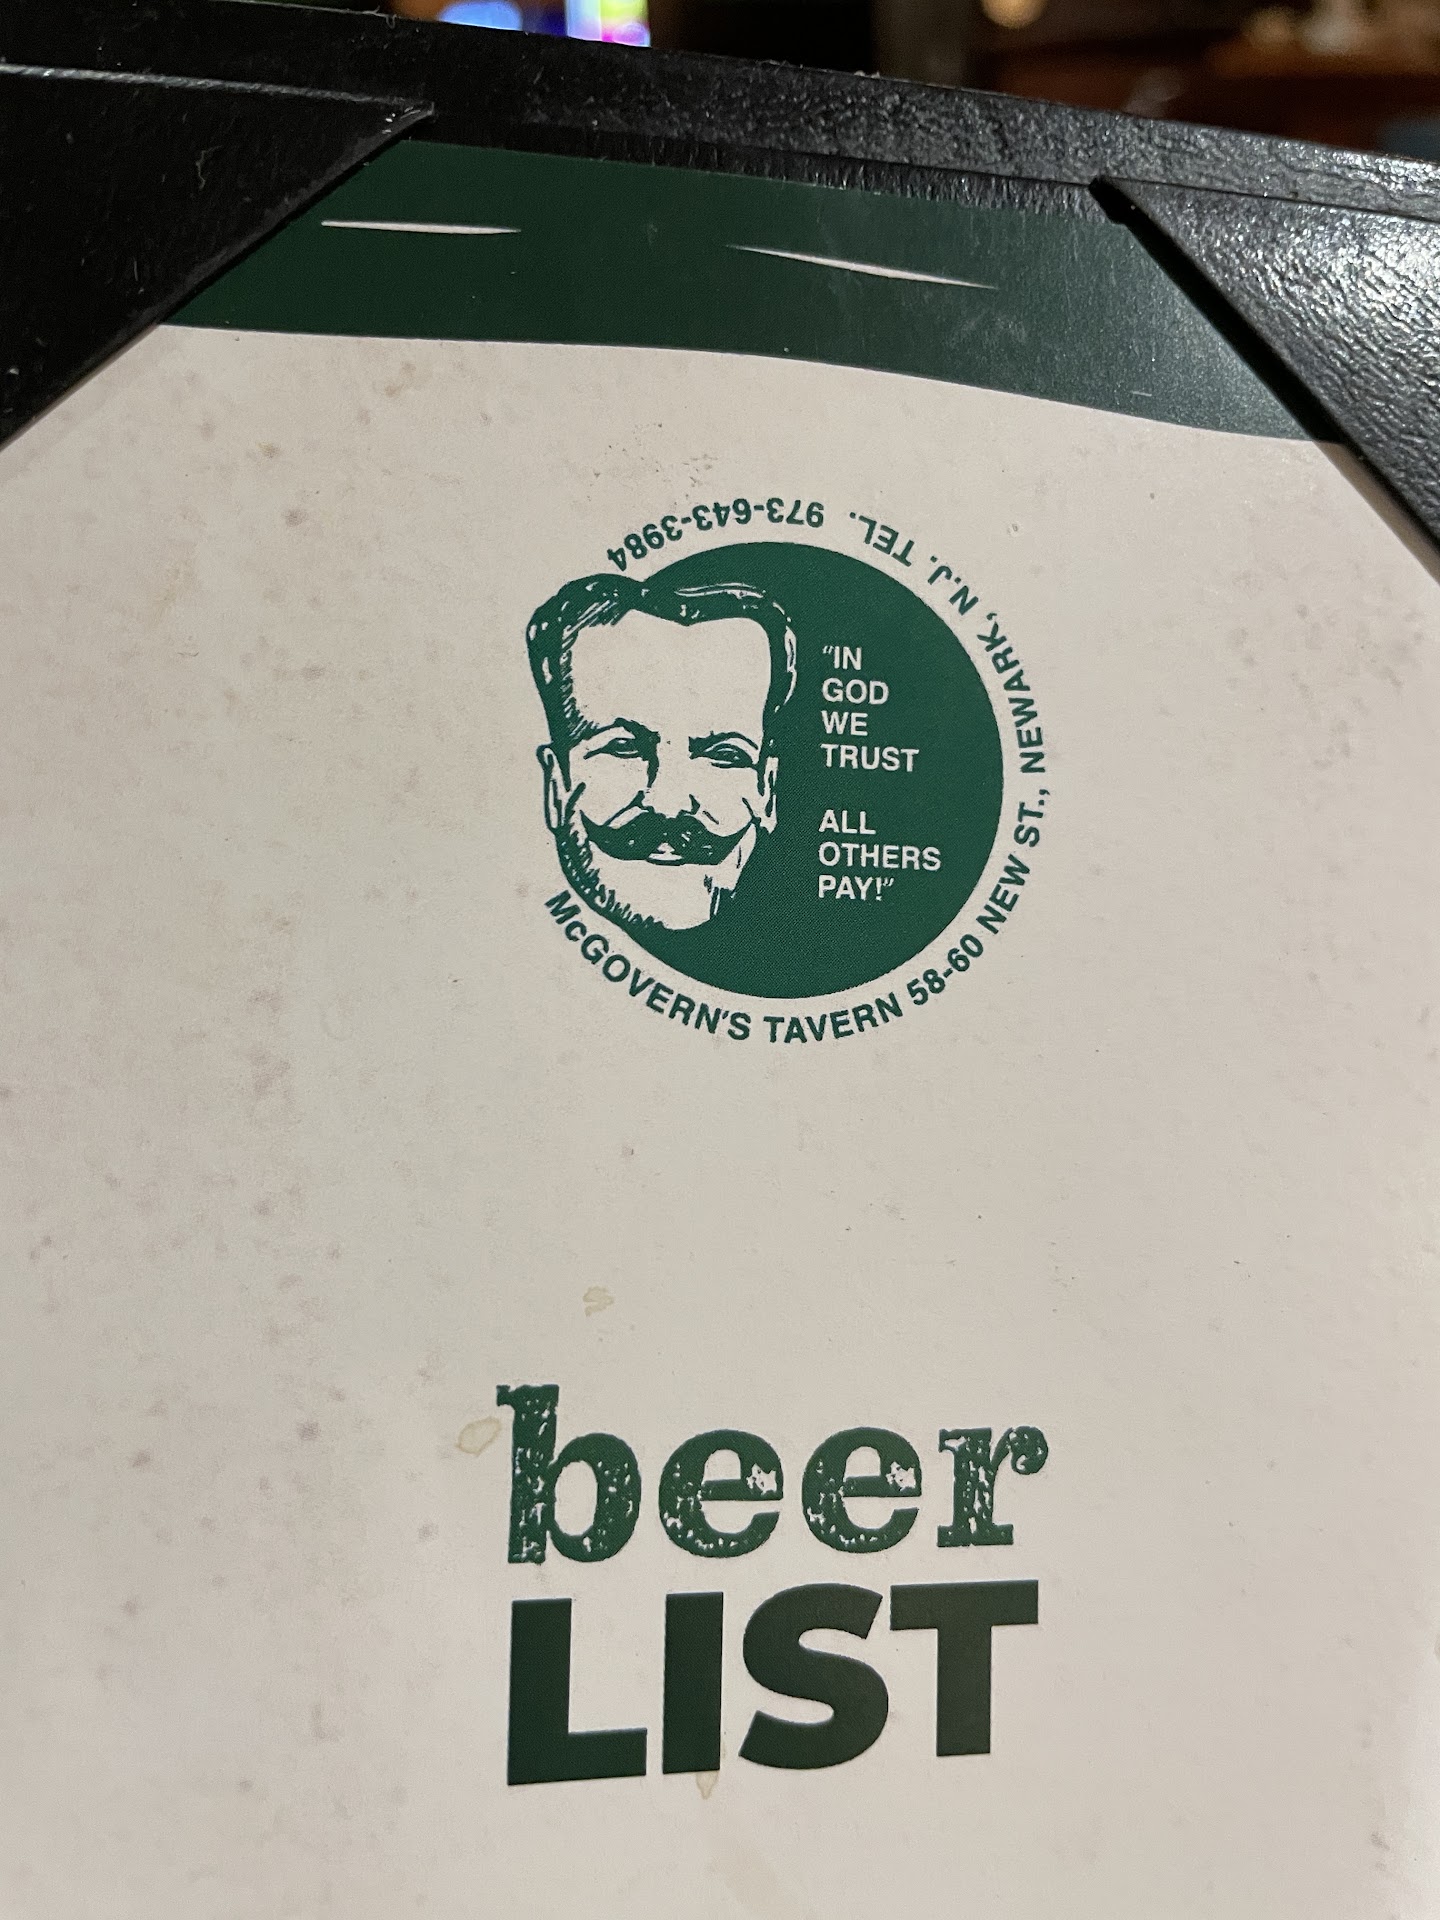 McGOVERN'S TAVERN 58-60 NEW ST., NEWARK, N.J. TEL. 973-643-3984
"IN
GOD
WE
TRUST
ALL
OTHERS
PAY!"
beer
LIST